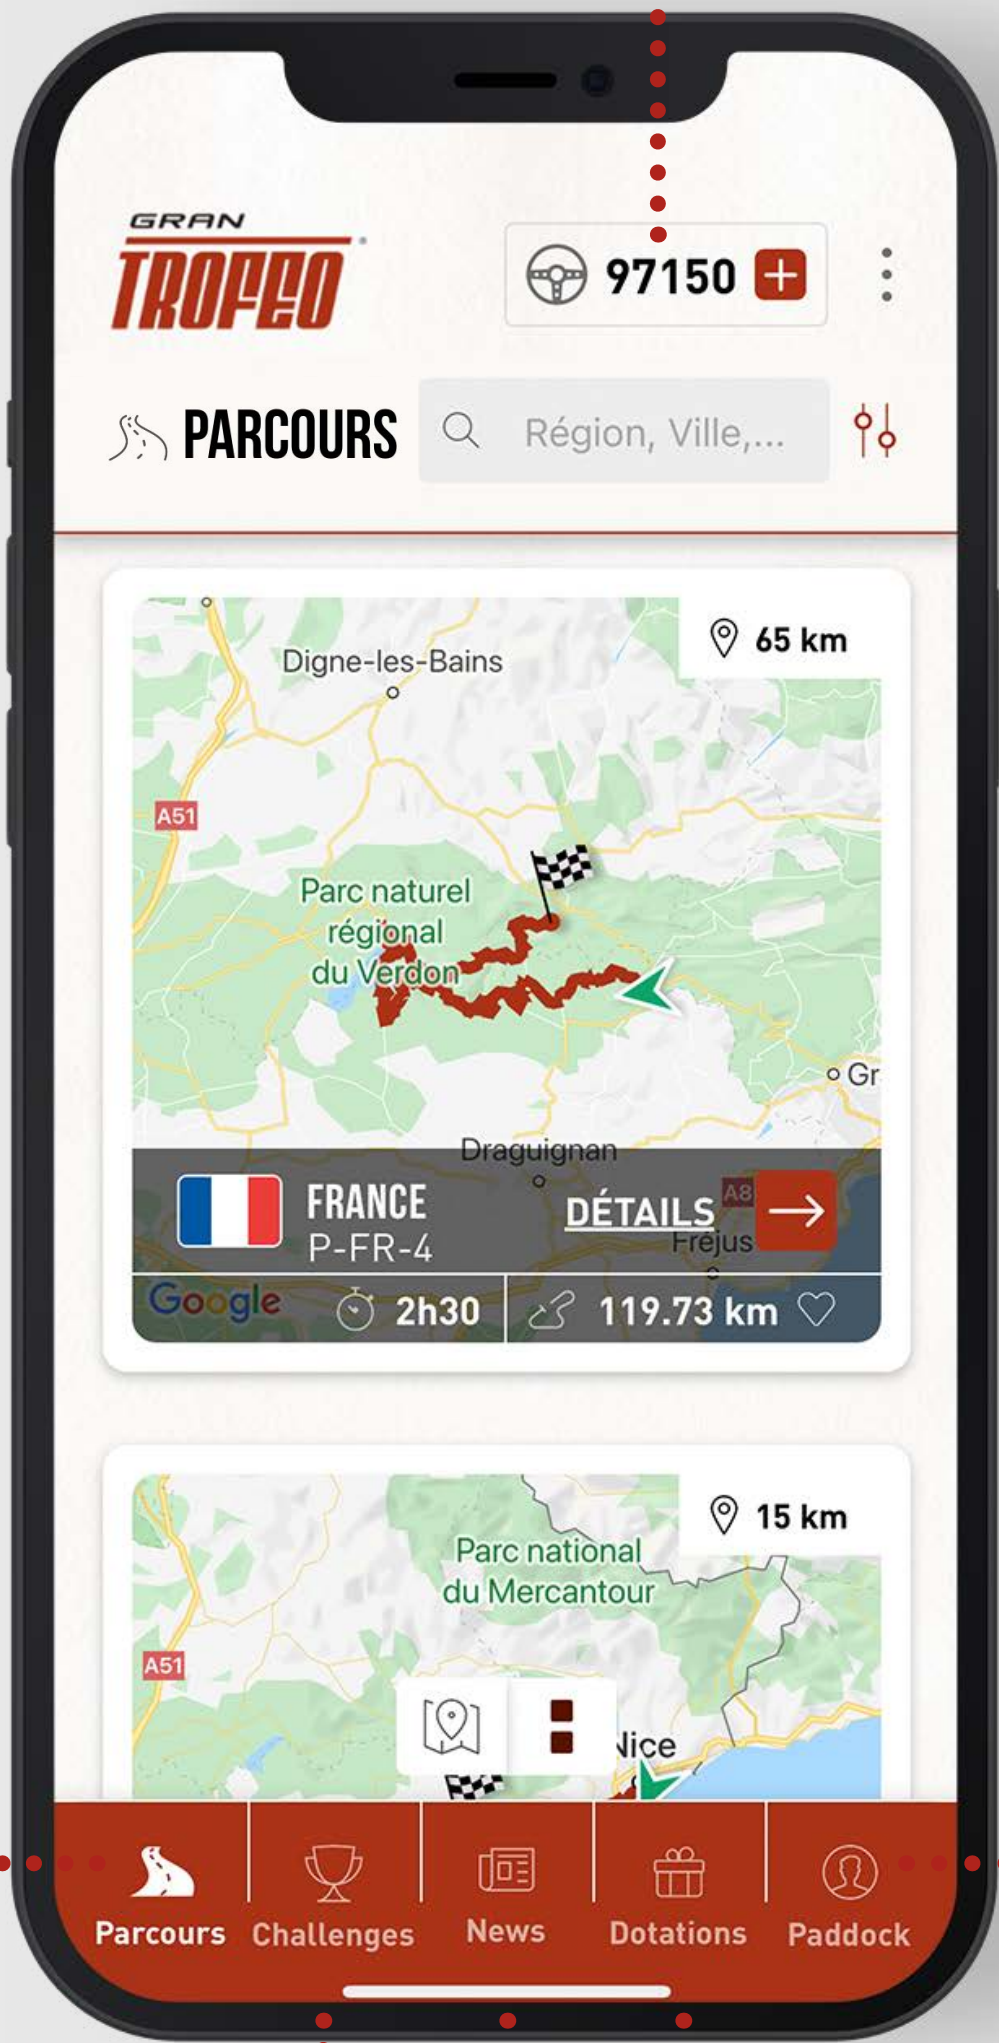 GRAN
TROFEO
97150
PARCOURS
Région, Ville,...
65 km
Digne-les-Bains
A51
Parc naturel
régional
du Verdon
Gr
Draguignan
FRANCE
P-FR-4
DÉTAILS
A8
Fréjus
Google
2h30
119.73 km
15 km
Parc national
du Mercantour
A51
Nice
Parcours
Challenges
News
Dotations
Paddock